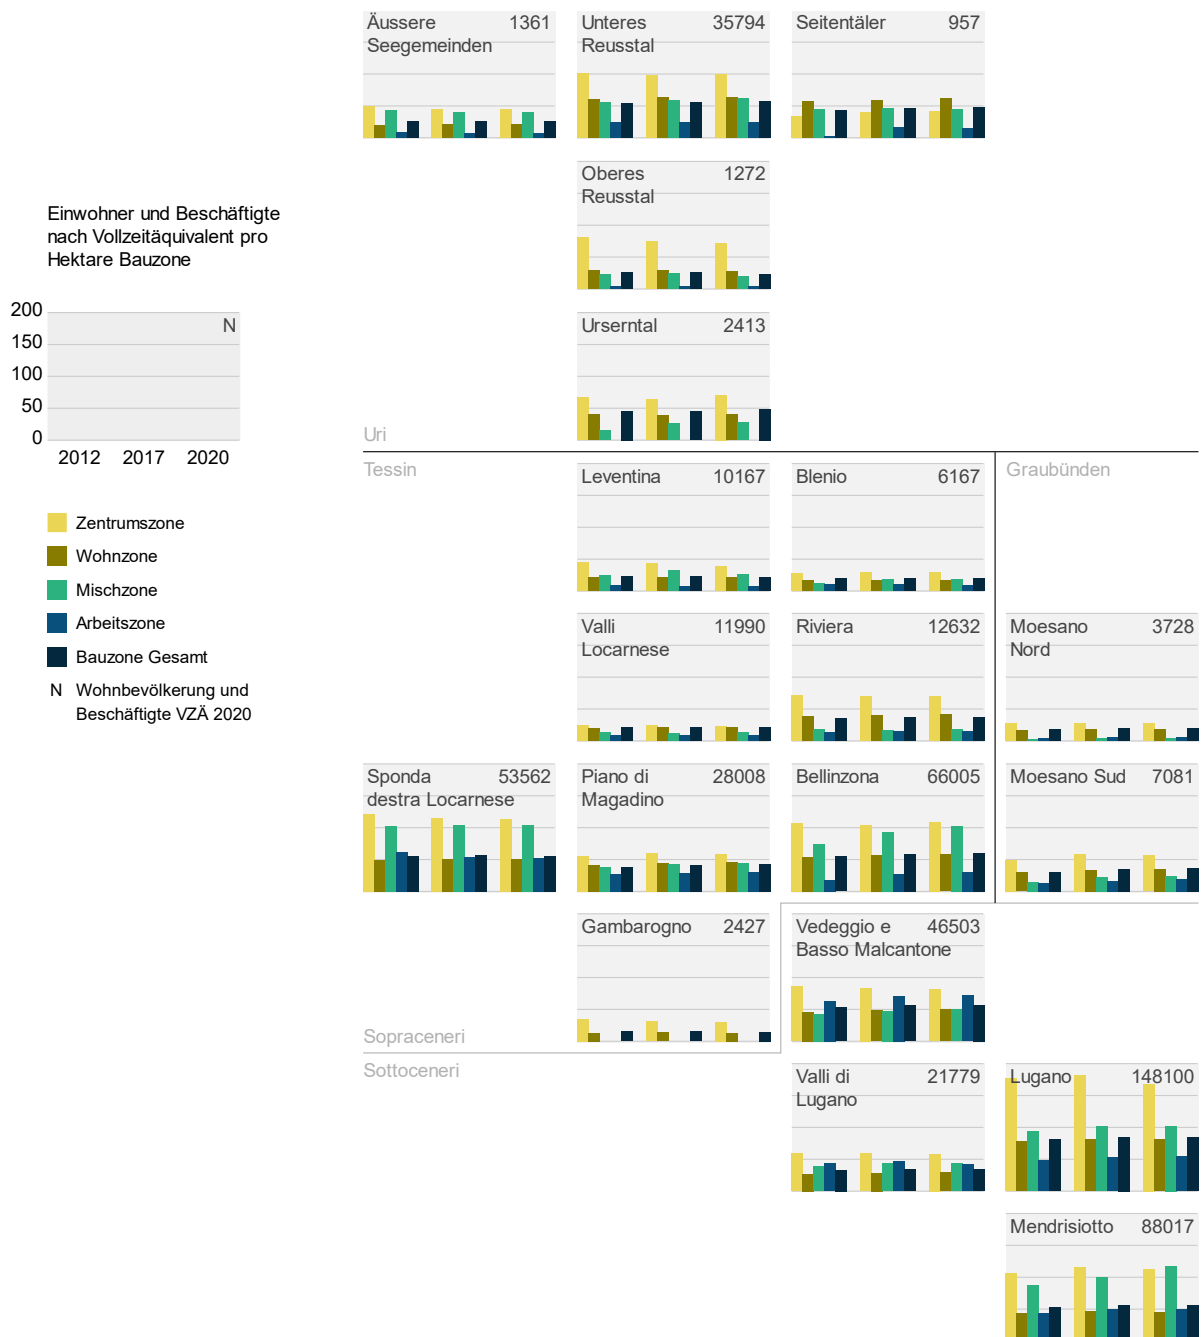 Äussere 1361
Seegemeinden
Unteres 35794
Reusstal
Seitentäler 957
Oberes 1272
Reusstal
Einwohner und Beschäftigte
nach Vollzeitäquivalent pro
Hektare Bauzone
200
150
100
50
0
N
2012 2017 2020
Urserntal 2413
Uri
Tessin
Graubünden
Zentrumszone
Wohnzone
Mischzone
Arbeitszone
Bauzone Gesamt
N Wohnbevölkerung und
Beschäftigte VZÄ 2020
Leventina 10167
Blenio 6167
Valli 11990
Locarnese
Riviera 12632
Moesano 3728
Nord
Sponda 53562
destra Locarnese
Piano di 28008
Magadino
Bellinzona 66005
Moesano Sud 7081
Gambarogno 2427
Vedeggio e 46503
Basso Malcantone
Sopraceneri
Sottoceneri
Valli di 21779
Lugano
Lugano 148100
Mendrisiotto 88017